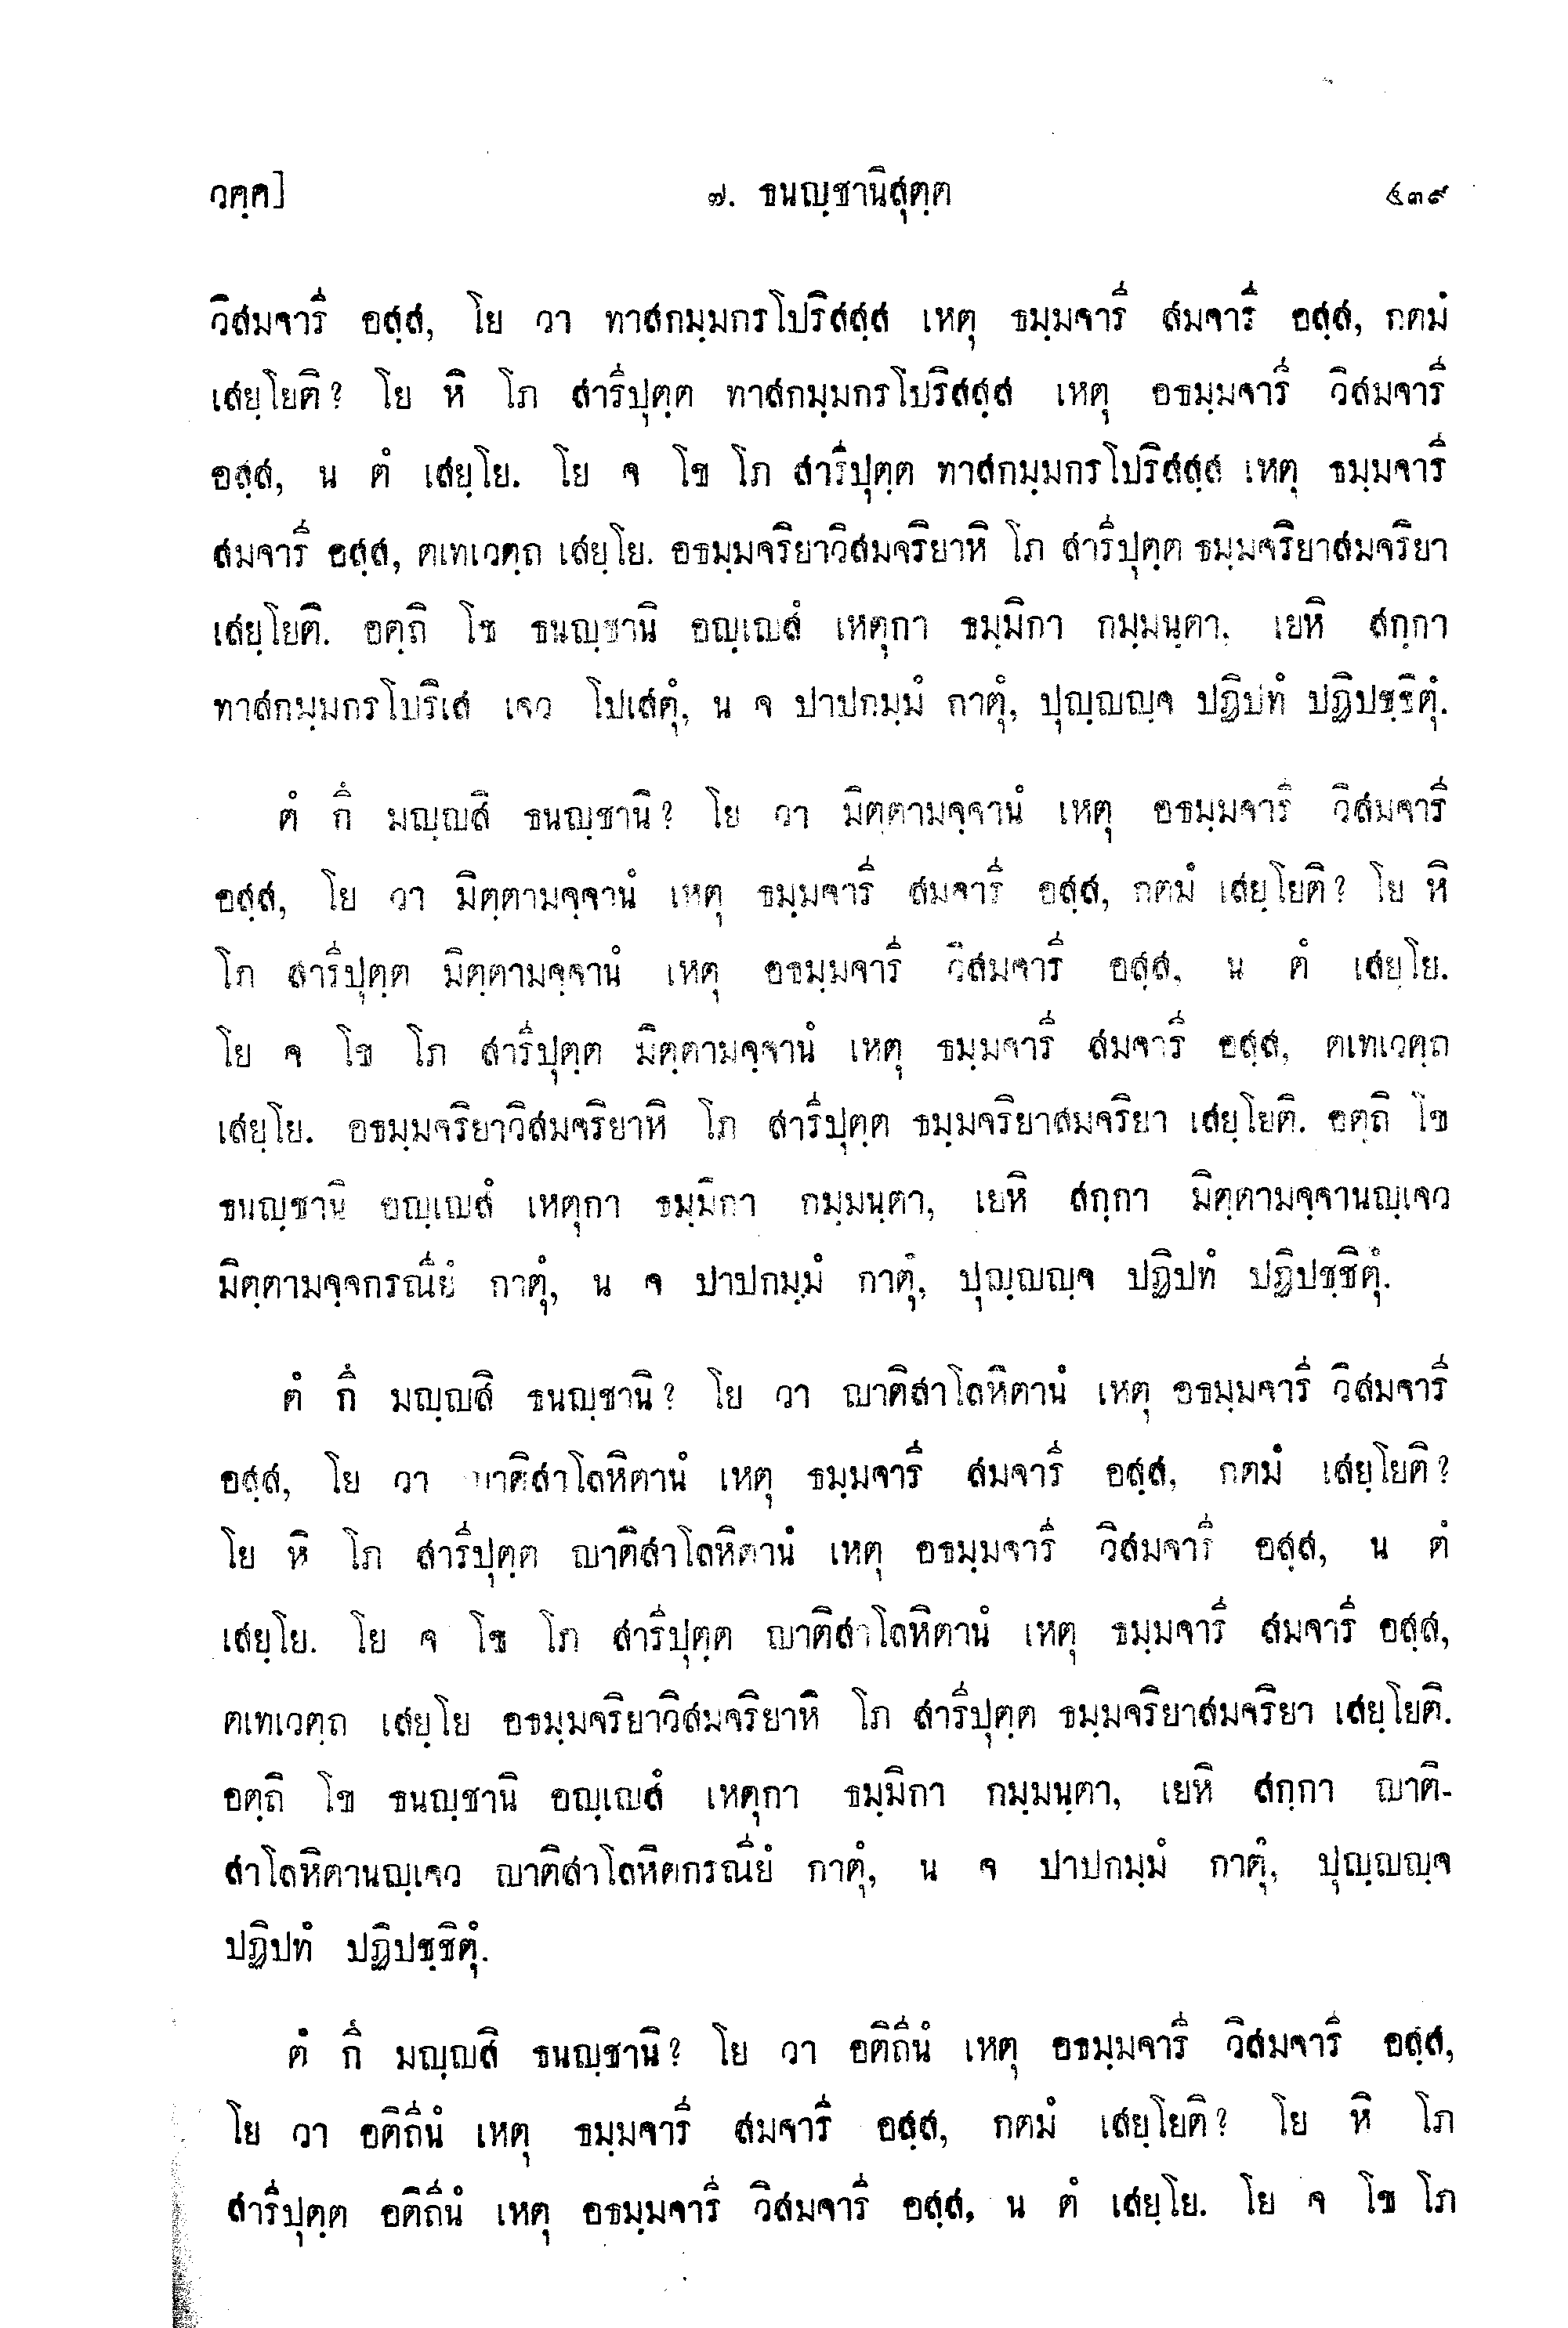 วคฺค]	๗. ธนญฺชานิสุตฺต	๕๓๙
วิสมจารี อสฺส, โย วา ทาสกมฺมกรโปริสสฺส เหตุ ธมฺมจารี สมจารี อสฺส, กตมํ
เสยฺโยติ? โย หิ โภ สารีปุตฺต ทาสกมฺมกรโปริสสฺส เหตุ อธมฺมจารี วิสมจารี
อสฺส, น ตํ เสยฺโย. โย จ โข โภ สารีปุตฺต ทาสกมฺมกรโปริสสฺส เหตุ ธมฺมจารี
สมจารี อสฺส, ตเทเวตฺถ เสยฺโย. อธมฺมจริยาวิสมจริยาหิ โภ สารีปุตฺต ธมฺมจริยาสมจริยา
เสยฺโยติ. อตฺถิ โข ธนญฺชานิ อญฺเญสํ เหตุกา ธมฺมิกา กมฺมนฺตา, เยหิ สกฺกา
ทาสกมฺมกรโปริเส เจว โปเสตุํ, น จ ปาปกมฺมํ กาตุํ, ปุญฺญญฺจ ปฏิปทํ ปฏิปชฺชิตุํ.
ตํ กึ มญฺญสิ ธนญฺชานิ? โย วา มิตฺตามจฺจานํ เหตุ อธมฺมจารี วิสมจารี
อสฺส, โย วา มิตฺตามจฺจานํ เหตุ ธมฺมจารี สมจารี อสฺส, กตมํ เสยฺโยติ? โย หิ
โภ สารีปุตฺต มิตฺตามจฺจานํ เหตุ อธมฺมจารี วิสมจารี อสฺส, น ตํ เสยฺโย.
โย จ โข โภ สารีปุตฺต มิตฺตามจฺจานํ เหตุ ธมฺมจารี สมจารี อสฺส, ตเทเวตฺถ
เสยฺโย. อธมฺมจริยาวิสมจริยาหิ โภ สารีปุตฺต ธมฺมจริยาสมจริยา เสยฺโยติ. อตฺถิ โข
ธนญฺชานิ อญฺเญสํ เหตุกา ธมฺมิกา กมฺมนฺตา, เยหิ สกฺกา มิตฺตามจฺจานญฺเจว
มิตฺตามจฺจกรณียํ กาตุํ, น จ ปาปกมฺมํ กาตุํ, ปุญฺญญฺจ ปฏิปทํ ปฏิปชฺชิตุํ.
ตํ กึ มญฺญสิ ธนญฺชานิ? โย วา ญาติสาโลหิตานํ เหตุ อธมฺมจารี วิสมจารี
อสฺส, โย วา ญาติสาโลหิตานํ เหตุ ธมฺมจารี สมจารี อสฺส, กตมํ เสยฺโยติ?
โย หิ โภ สารีปุตฺต ญาติสาโลหิตานํ เหตุ อธมฺมจารี วิสมจารี อสฺส, น ตํ
เสยฺโย. โย จ โข โภ สารีปุตฺต ญาติสาโลหิตานํ เหตุ ธมฺมจารี สมจารี อสฺส,
ตเทเวตฺถ เสยฺโย อธมฺมจริยาวิสมจริยาหิ โภ สารีปุตฺต ธมฺมจริยาสมจริยา เสยฺโยติ.
อตฺถิ โข ธนญฺชานิ อญฺเญสํ เหตุกา ธมฺมิกา กมฺมนฺตา, เยหิ สกฺกา ญาติ-
สาโลหิตานญฺเจว ญาติสาโลหิตกรณียํ กาตุํ, น จ ปาปกมฺมํ กาตุํ, ปุญฺญญฺจ
ปฏิปทํ ปฏิปชฺชิตุํ.
ตํ กึ มญฺญสิ ธนญฺชานิ? โย วา อติถีนํ เหตุ อธมฺมจารี วิสมจารี อสฺส,
โย วา อติถีนํ เหตุ ธมฺมจารี สมจารี อสฺส, กตมํ เสยฺโยติ? โย หิ โภ
สารีปุตฺต อติถีนํ เหตุ อธมฺมจารี วิสมจารี อสฺส, น ตํ เสยฺโย. โย จ โข โภ